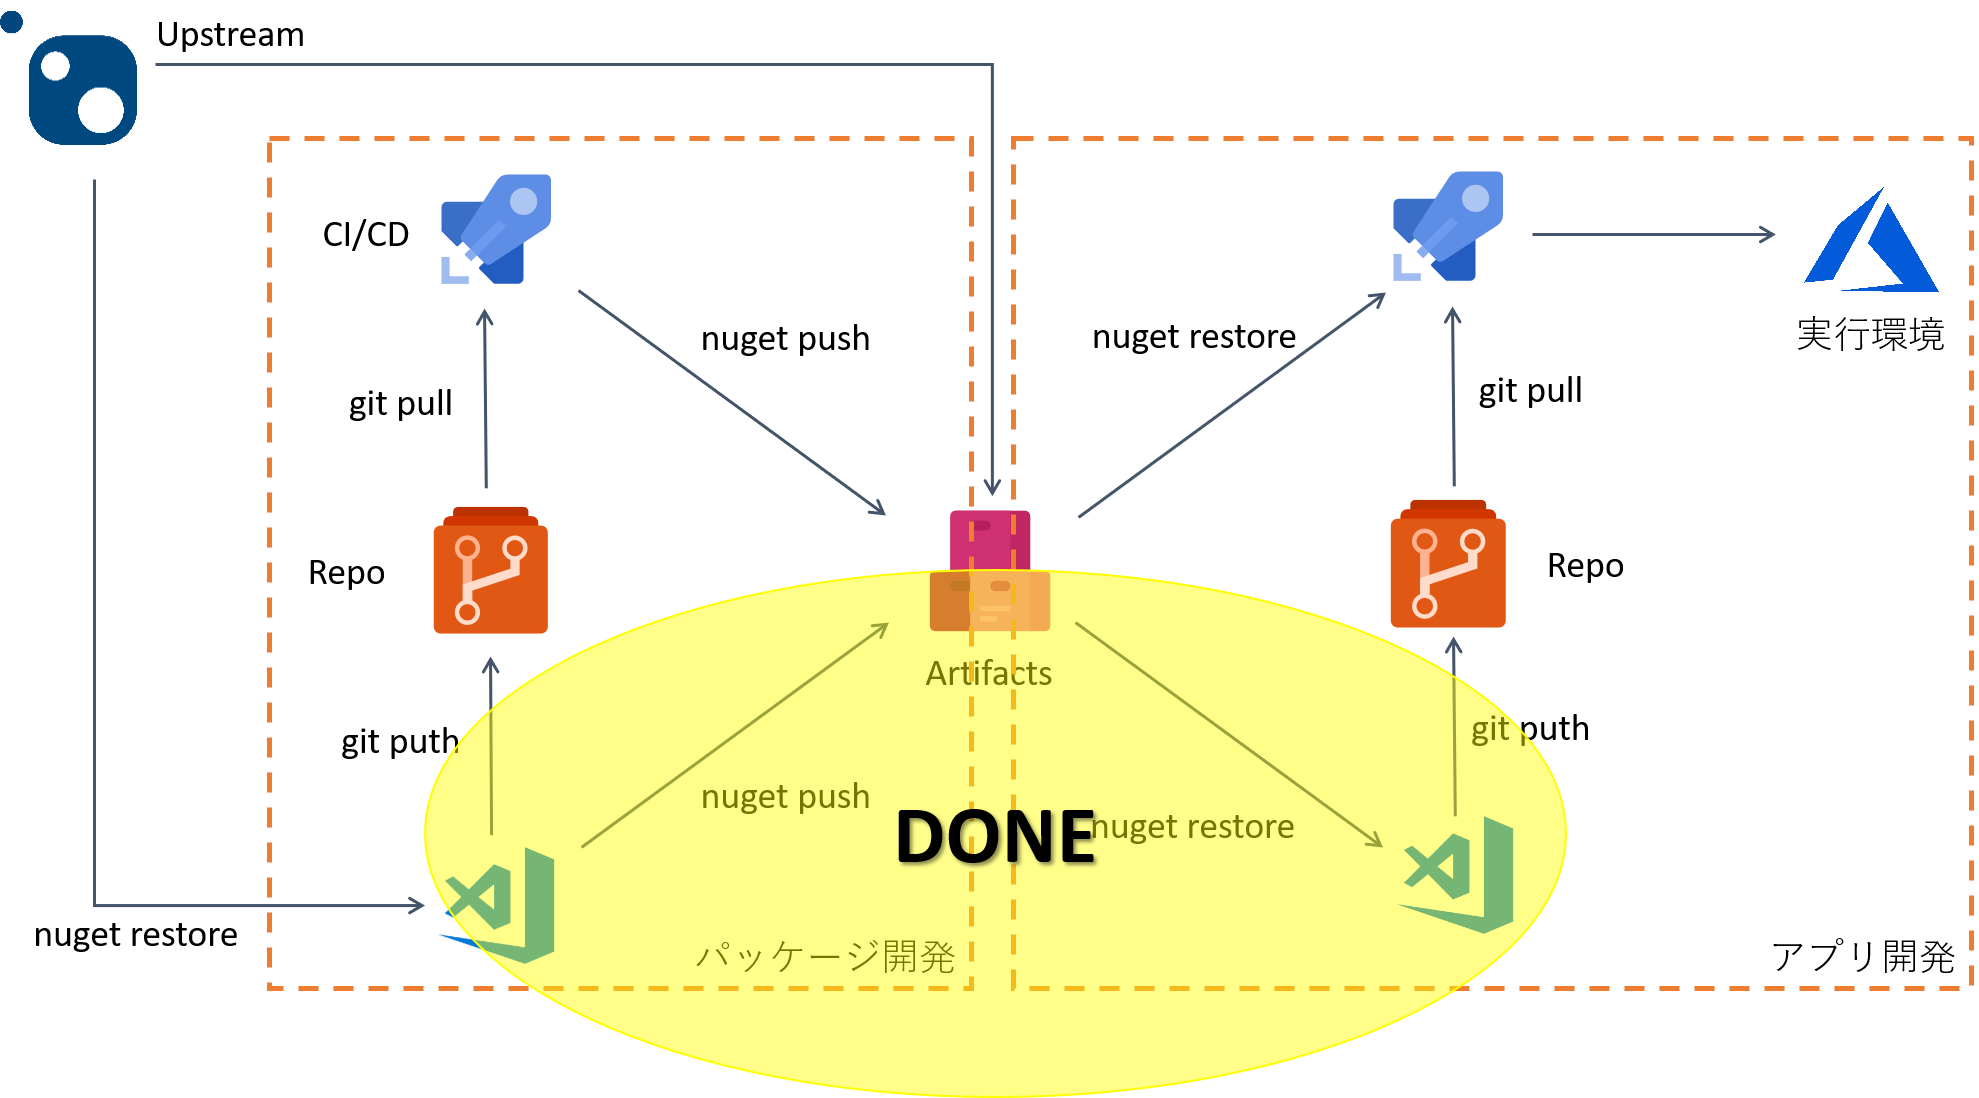 Upstream
CI/CD
nuget push
nuget restore
実行環境
git pull
git pull
Repo
Repo
Artifacts
git puth
git puth
nuget push
DONE
nuget restore
nuget restore
パッケージ開発
アプリ開発